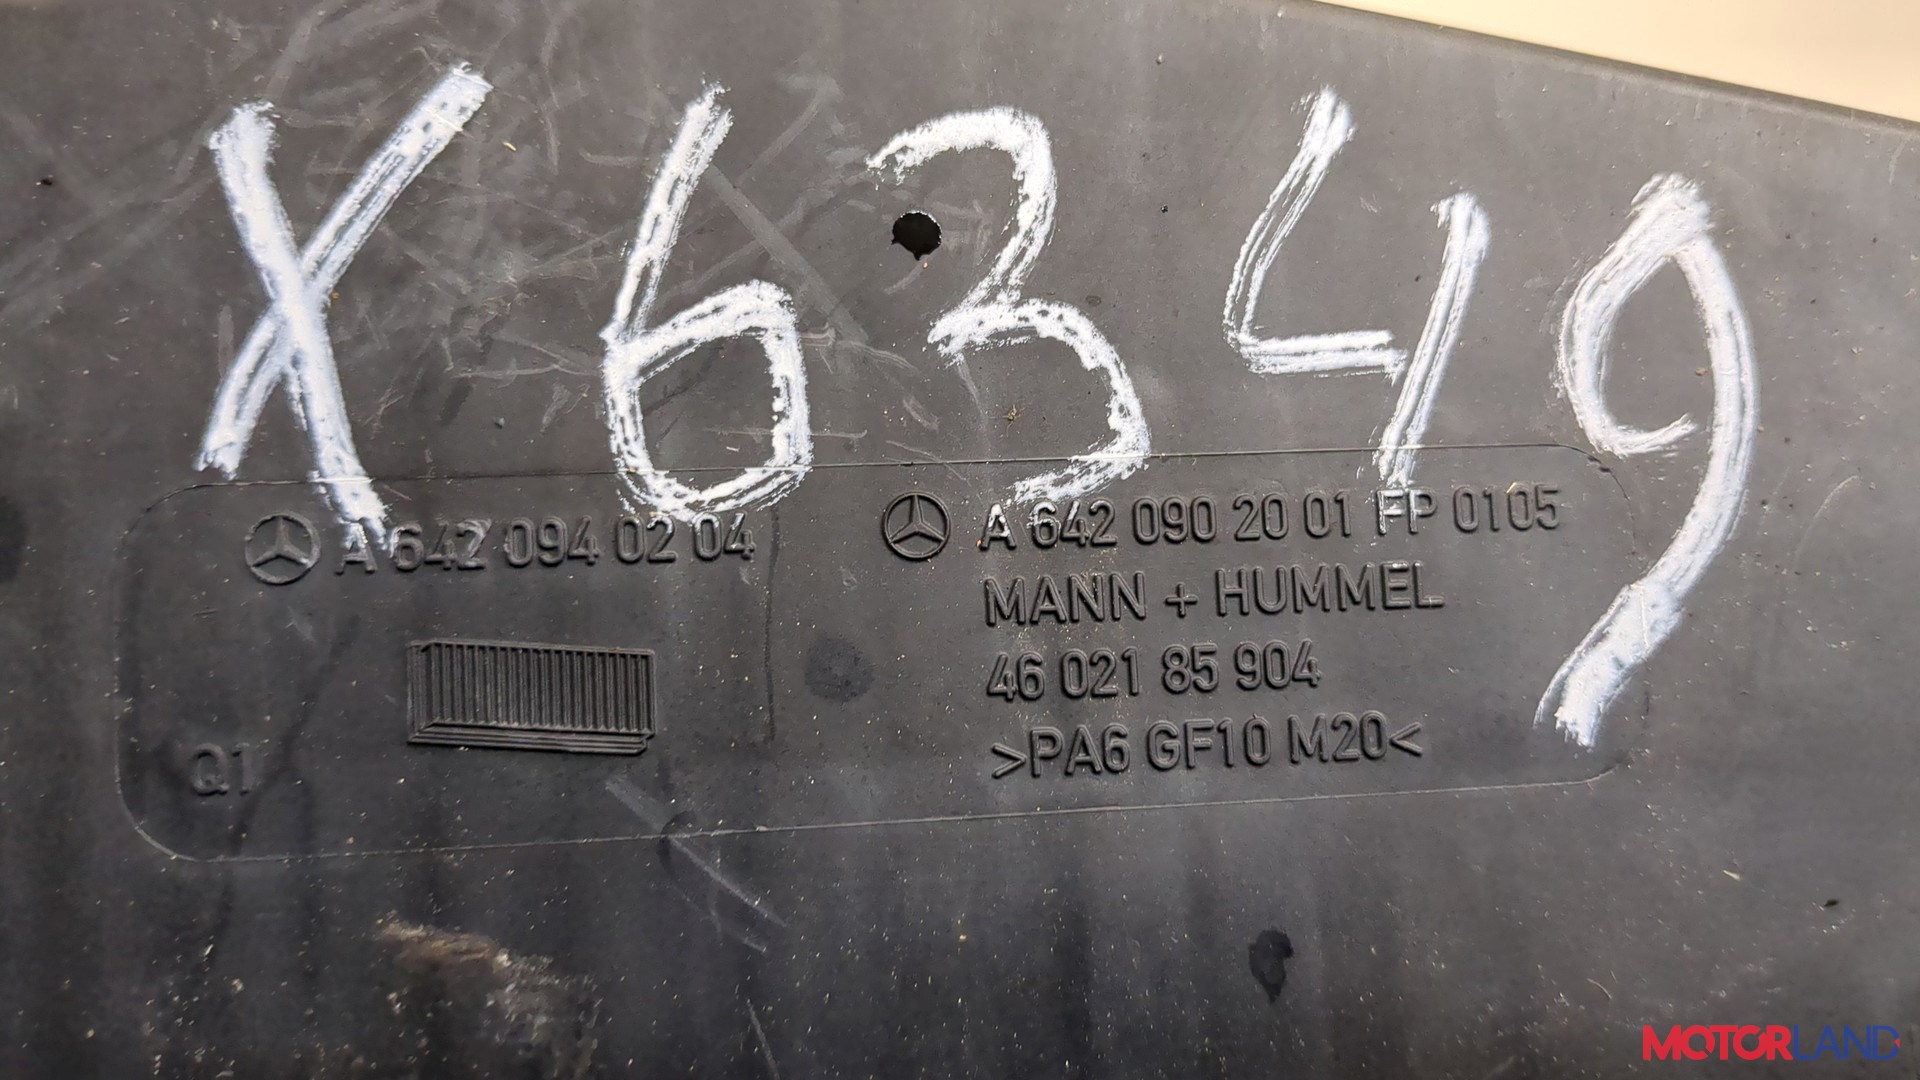 X6349
A 642 094 02 04
A 642 090 20 01 FP 0105
MANN + HUMMEL
46 021 85 904
>PA6 GF10 M20<
Q1
MOTORLAND